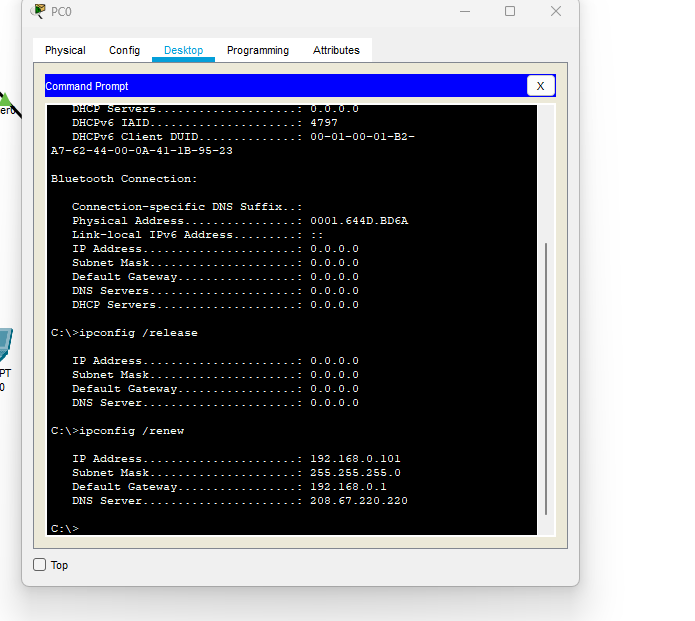 PC0
Physical Config Desktop Programming Attributes
Command Prompt X
DHCP Servers....................: 0.0.0.0
DHCPv6 IAID.....................: 4797
DHCPv6 Client DUID..............: 00-01-00-01-B2-
A7-62-44-00-0A-41-1B-95-23
Bluetooth Connection:
Connection-specific DNS Suffix..:
Physical Address................: 0001.644D.BD6A
Link-local IPv6 Address.........: ::
IP Address......................: 0.0.0.0
Subnet Mask.....................: 0.0.0.0
Default Gateway.................: 0.0.0.0
DNS Servers.....................: 0.0.0.0
DHCP Servers....................: 0.0.0.0
C:\>ipconfig /release
IP Address......................: 0.0.0.0
Subnet Mask.....................: 0.0.0.0
Default Gateway.................: 0.0.0.0
DNS Server......................: 0.0.0.0
C:\>ipconfig /renew
IP Address......................: 192.168.0.101
Subnet Mask.....................: 255.255.255.0
Default Gateway.................: 192.168.0.1
DNS Server......................: 208.67.220.220
C:\>
Top
er0
PT
0